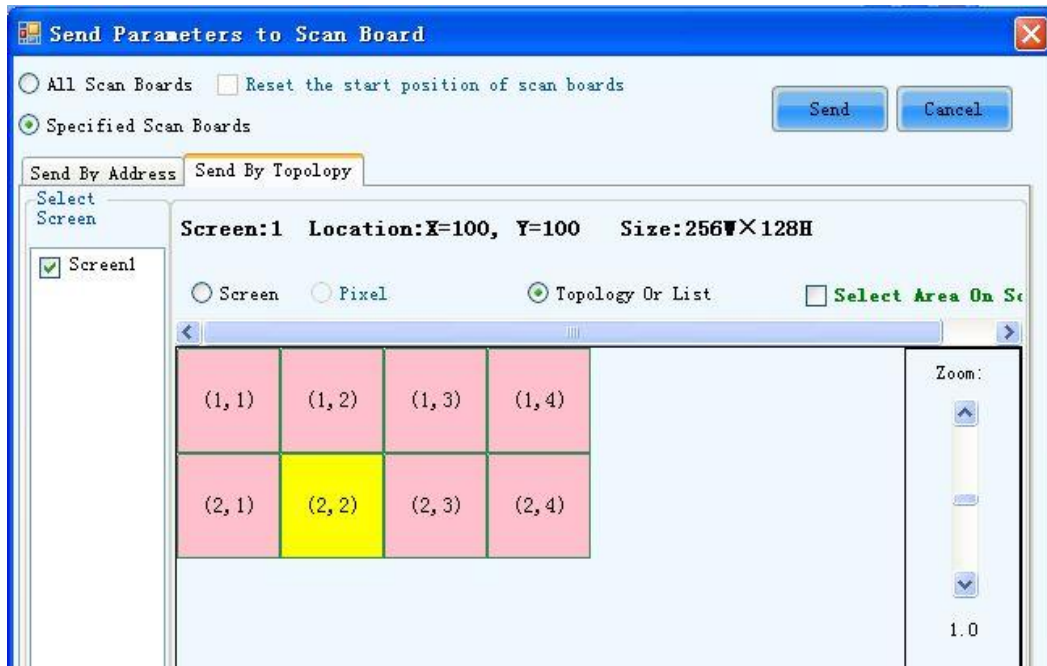 Send Parameters to Scan Board
All Scan Boards Reset the start position of scan boards
Specified Scan Boards
Send Cancel
Send By Address Send By Topolopy
Select
Screen
Screen1
Screen:1 Location:X=100, Y=100 Size:256W×128H
Screen Pixel Topology Or List Select Area On Sc
(1,1) (1,2) (1,3) (1,4)
(2,1) (2,2) (2,3) (2,4)
Zoom:
1.0